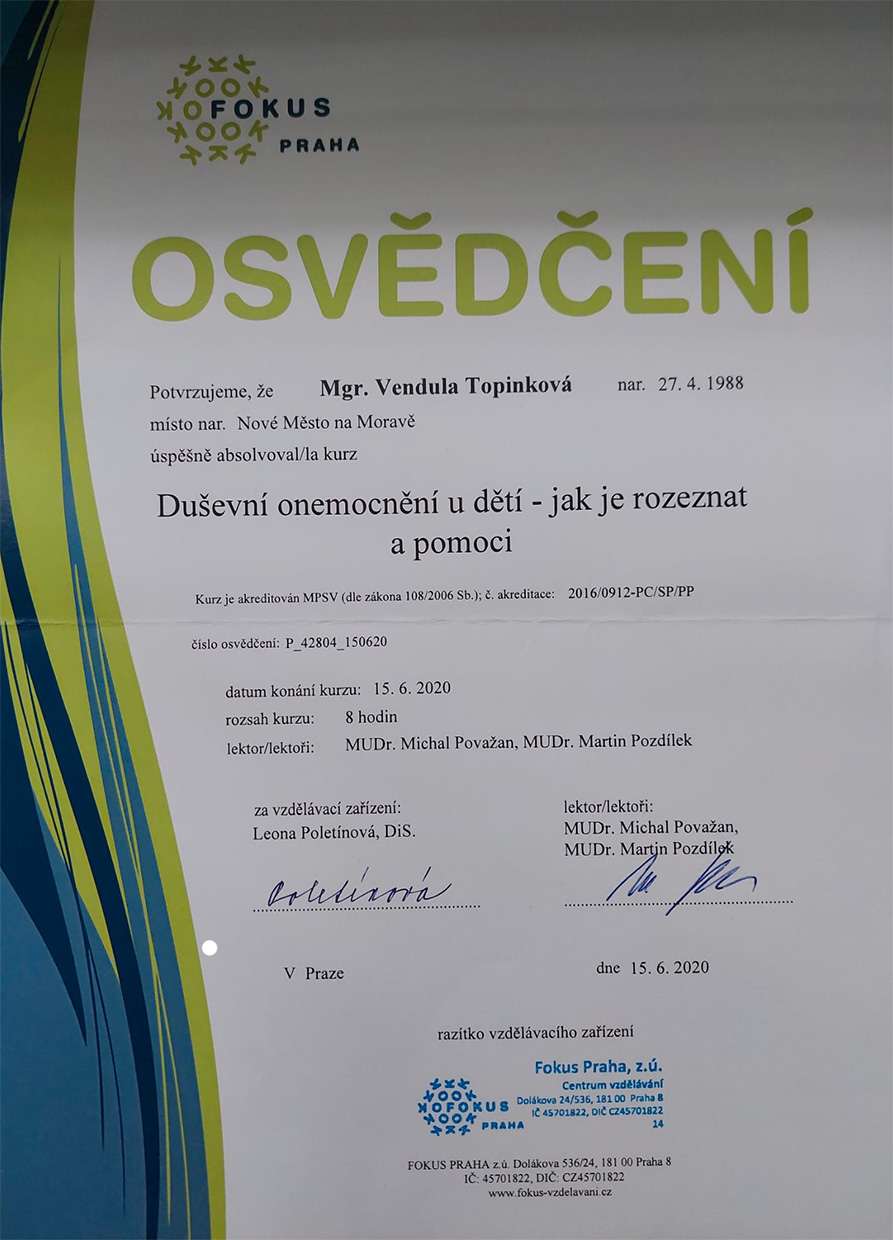 FOKUS
PRAHA
OSVĚDČENÍ
Potvrzujeme, že Mgr. Vendula Topinková nar. 27. 4. 1988
místo nar. Nové Město na Moravě
úspěšně absolvoval/la kurz
Duševní onemocnění u dětí - jak je rozeznat
a pomoci
Kurz je akreditován MPSV (dle zákona 108/2006 Sb.); č. akreditace: 2016/0912-PC/SP/PP
číslo osvědčení: P_42804_150620
datum konání kurzu: 15. 6. 2020
rozsah kurzu: 8 hodin
lektor/lektoři: MUDr. Michal Považan, MUDr. Martin Pozdílek
za vzdělávací zařízení:
Leona Poletínová, DiS.
lektor/lektoři:
MUDr. Michal Považan,
MUDr. Martin Pozdílek
Poletínová
V Praze dne 15. 6. 2020
razítko vzdělávacího zařízení
FOKUS
PRAHA
Fokus Praha, z.ú.
Centrum vzdělávání
Dolákova 24/536, 181 00 Praha 8
IČ 45701822, DIČ CZ45701822
14
FOKUS PRAHA z.ú. Dolákova 536/24, 181 00 Praha 8
IČ: 45701822, DIČ: CZ45701822
www.fokus-vzdelavani.cz